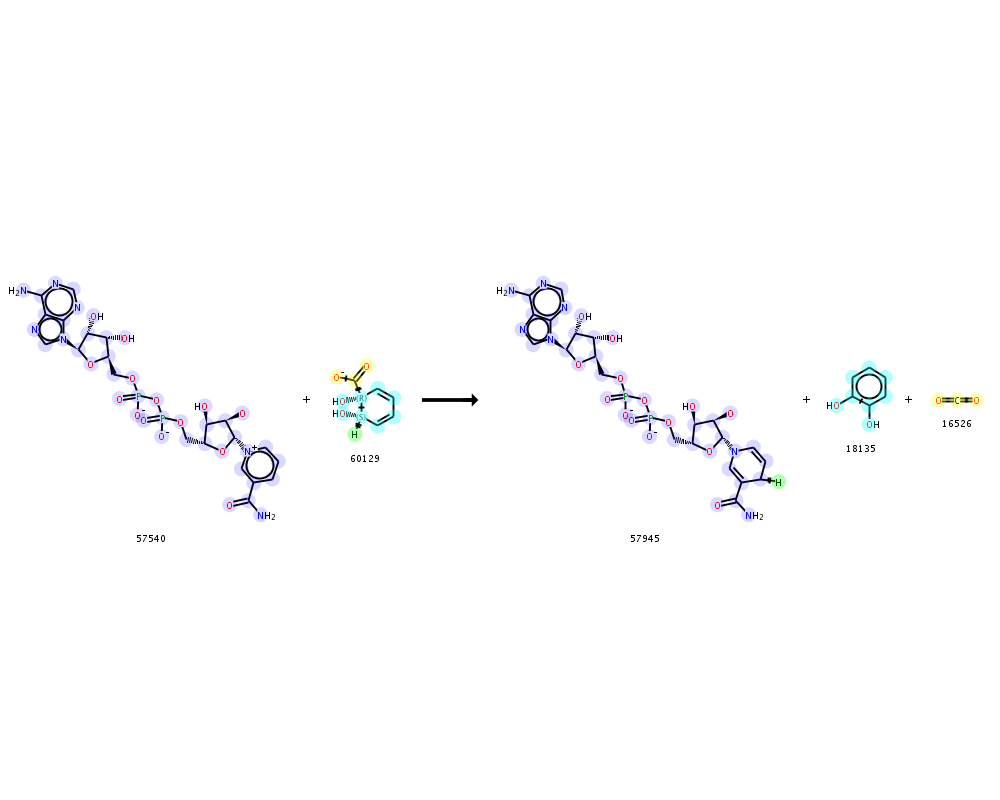 H₂N N N N N OH OH O O O P O⁻ O O P O⁻ O HO O O N⁺ O NH₂
57540
+
O⁻ O HO HO (R) (S) H
60129
H₂N N N N N OH OH O O O P O⁻ O O P O⁻ O HO O O N H O NH₂
57945
+
HO OH
18135
+
O C O
16526